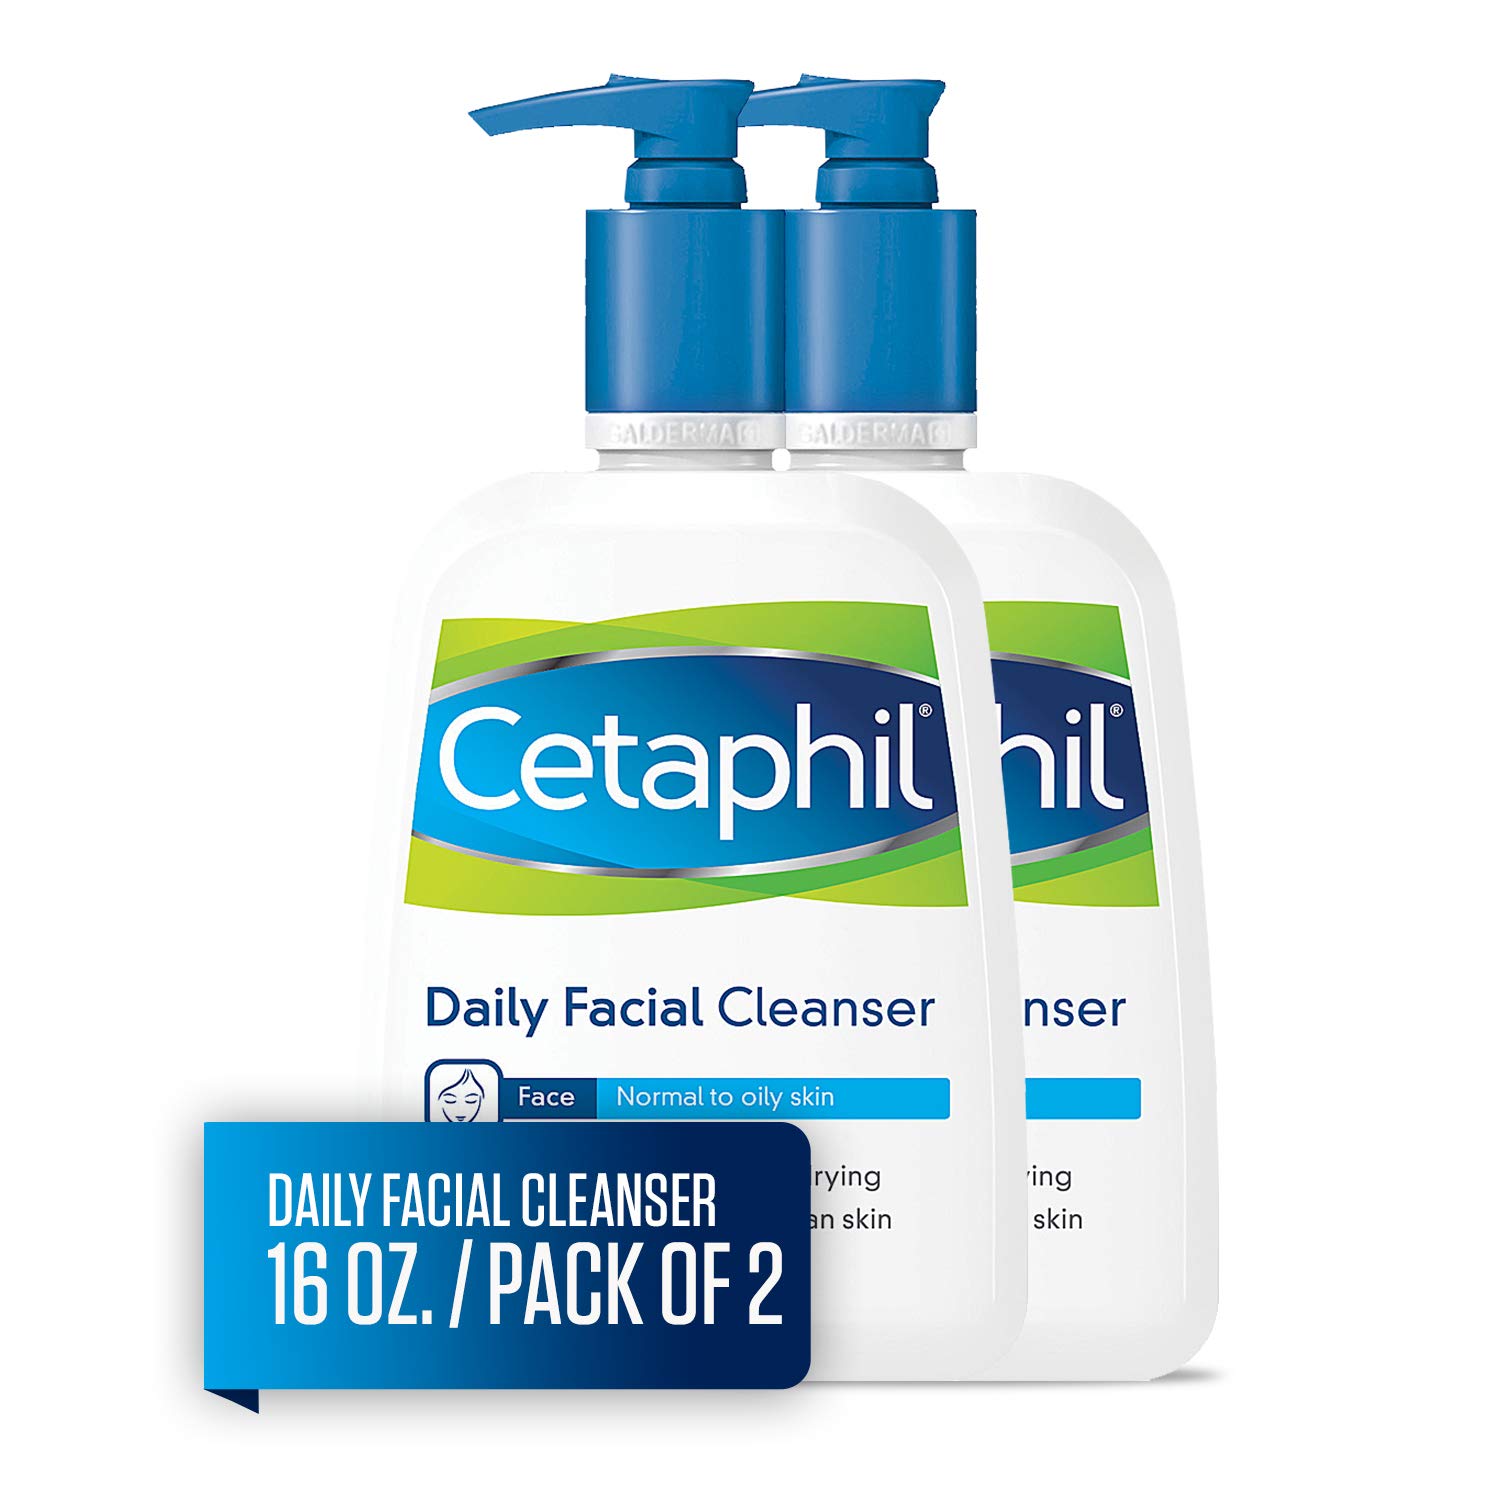 GALDERMA GALDERMA
Cetaphil® hil®
Daily Facial Cleanser nser
Face Normal to oily skin
rying ying
an skin skin
DAILY FACIAL CLEANSER
16 OZ. / PACK OF 2